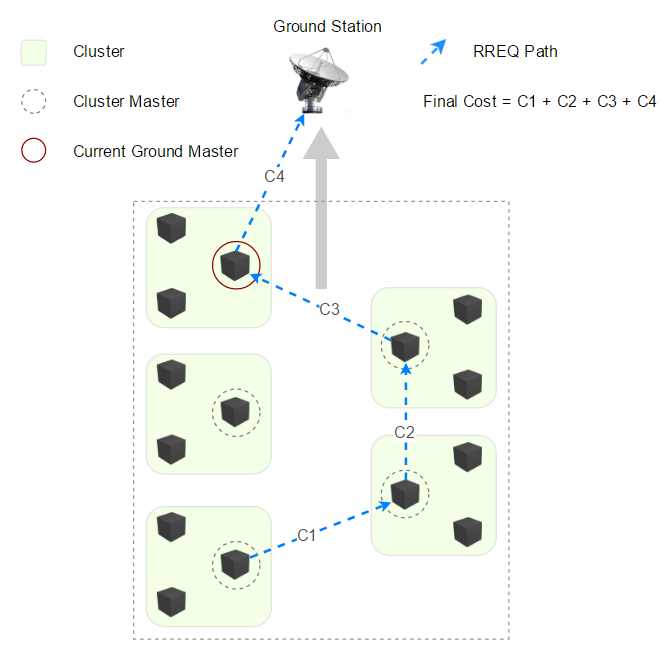 Ground Station
Cluster
RREQ Path
Cluster Master
Final Cost = C1 + C2 + C3 + C4
Current Ground Master
C4
C3
C2
C1